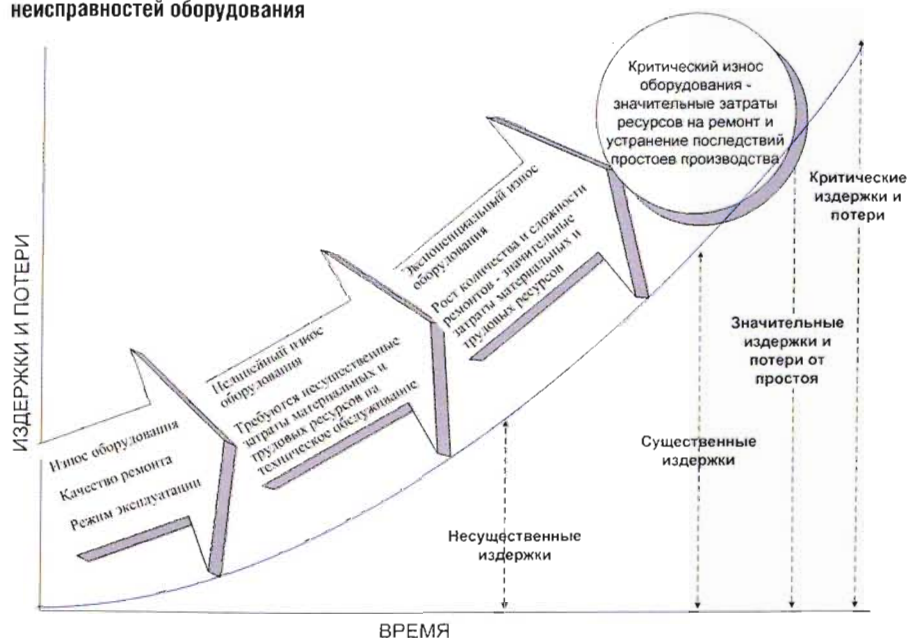 неисправностей оборудования
Критический износ
оборудования -
значительные затраты
ресурсов на ремонт и
устранение последствий
простоев производства
Критические
издержки и
потери
Экспоненциальный износ
оборудования
Рост количества и сложности
ремонтов - значительные
затраты материальных и
трудовых ресурсов
Значительные
издержки и
потери от
простоя
Нелинейный износ
оборудования
Требуются несущественные
затраты материальных и
трудовых ресурсов на
техническое обслуживание
Существенные
издержки
Износ оборудования
Качество ремонта
Режим эксплуатации
Несущественные
издержки
ИЗДЕРЖКИ И ПОТЕРИ
ВРЕМЯ